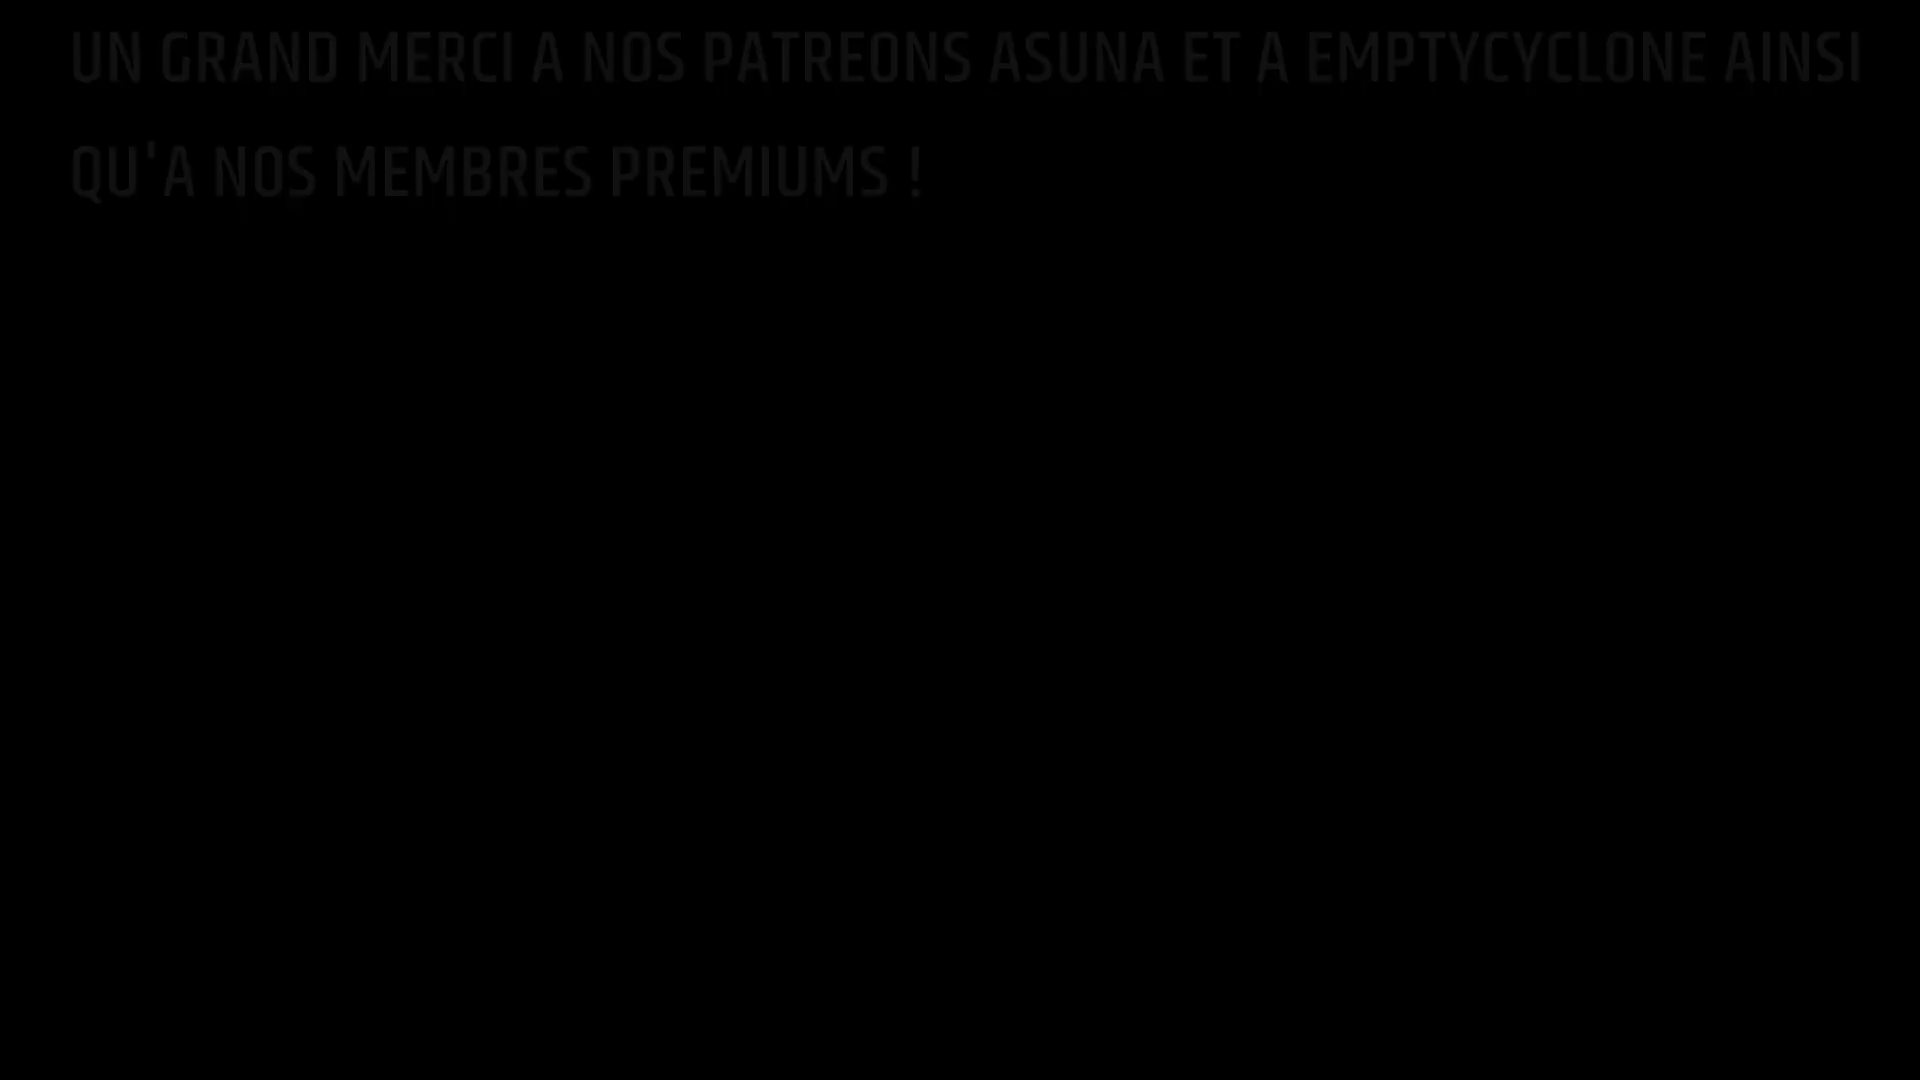 UN GRAND MERCI A NOS PATREONS ASUNA ET A EMPTYCYCLONE AINSI
QU'A NOS MEMBRES PREMIUMS !